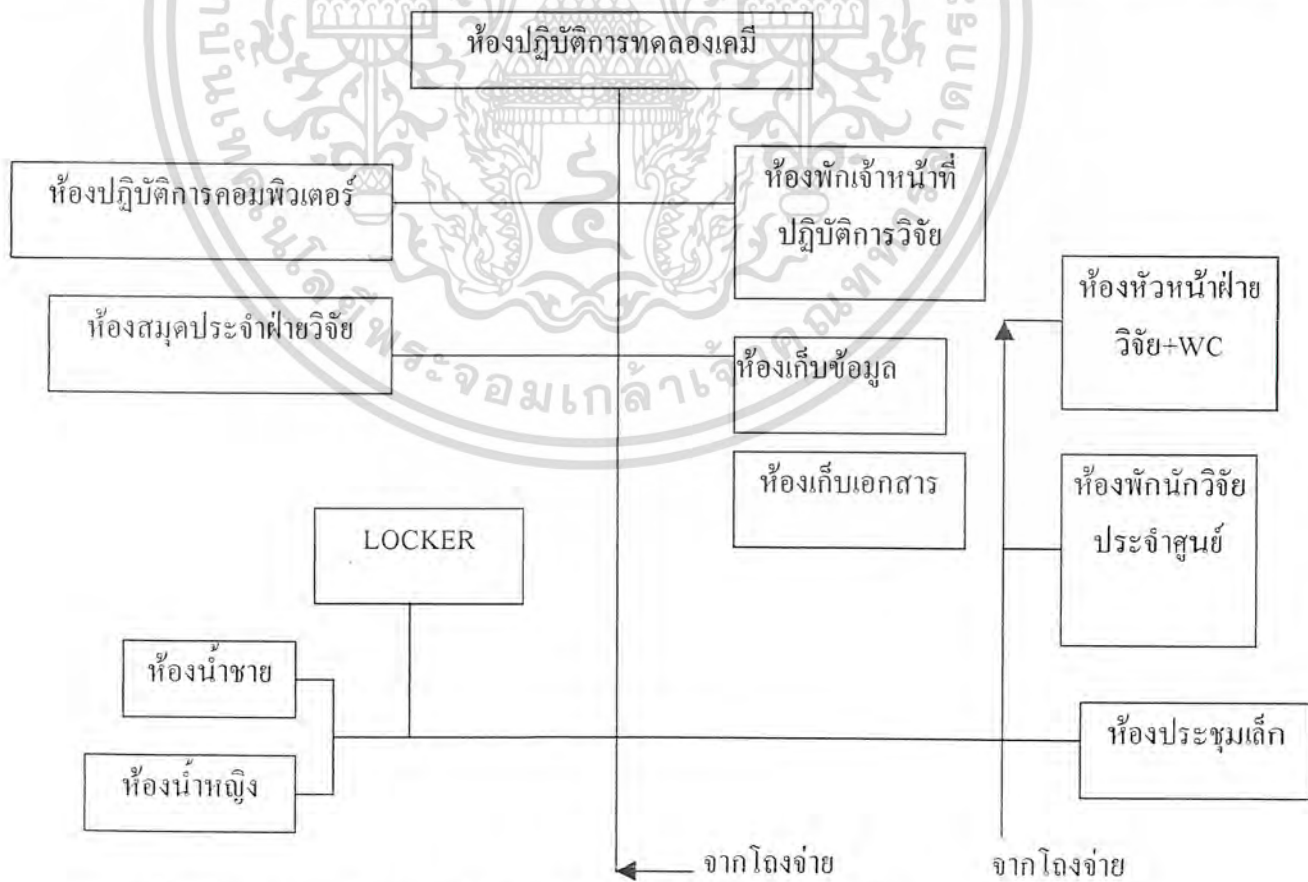 ห้องปฏิบัติการทดลองเคมี
ห้องปฏิบัติการคอมพิวเตอร์
ห้องพักเจ้าหน้าที่
ปฏิบัติการวิจัย
ห้องสมุดประจำฝ่ายวิจัย
ห้องหัวหน้าฝ่าย
วิจัย+WC
ห้องเก็บข้อมูล
ห้องเก็บเอกสาร
ห้องพักนักวิจัย
ประจำศูนย์
LOCKER
ห้องน้ำชาย
ห้องประชุมเล็ก
ห้องน้ำหญิง
จากโถงจ่าย
จากโถงจ่าย